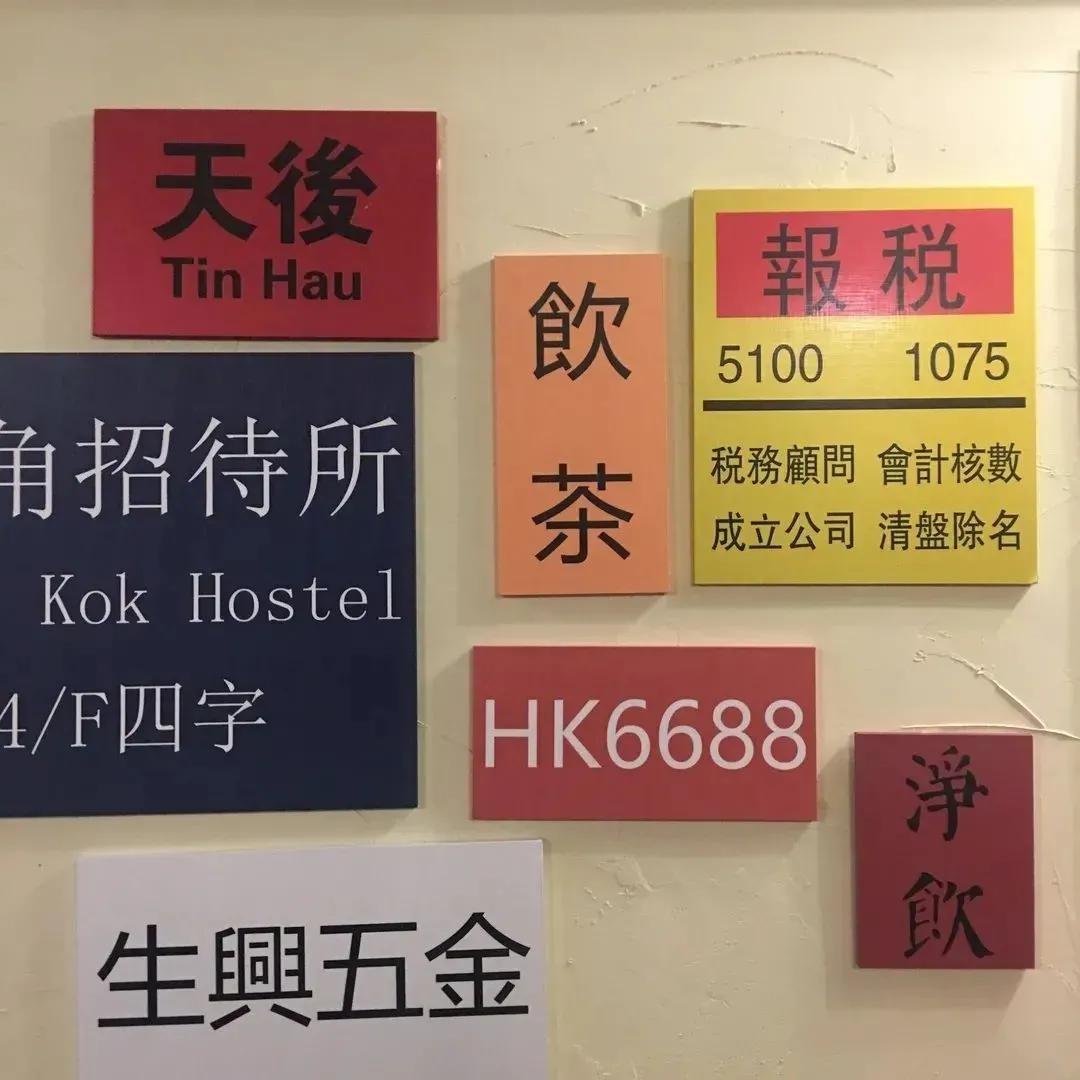 天後
Tin Hau
角招待所
Kok Hostel
4/F四字
飲
茶
報税
5100 1075
税務顧問 會計核數
成立公司 清盤除名
HK6688
淨
飲
生興五金